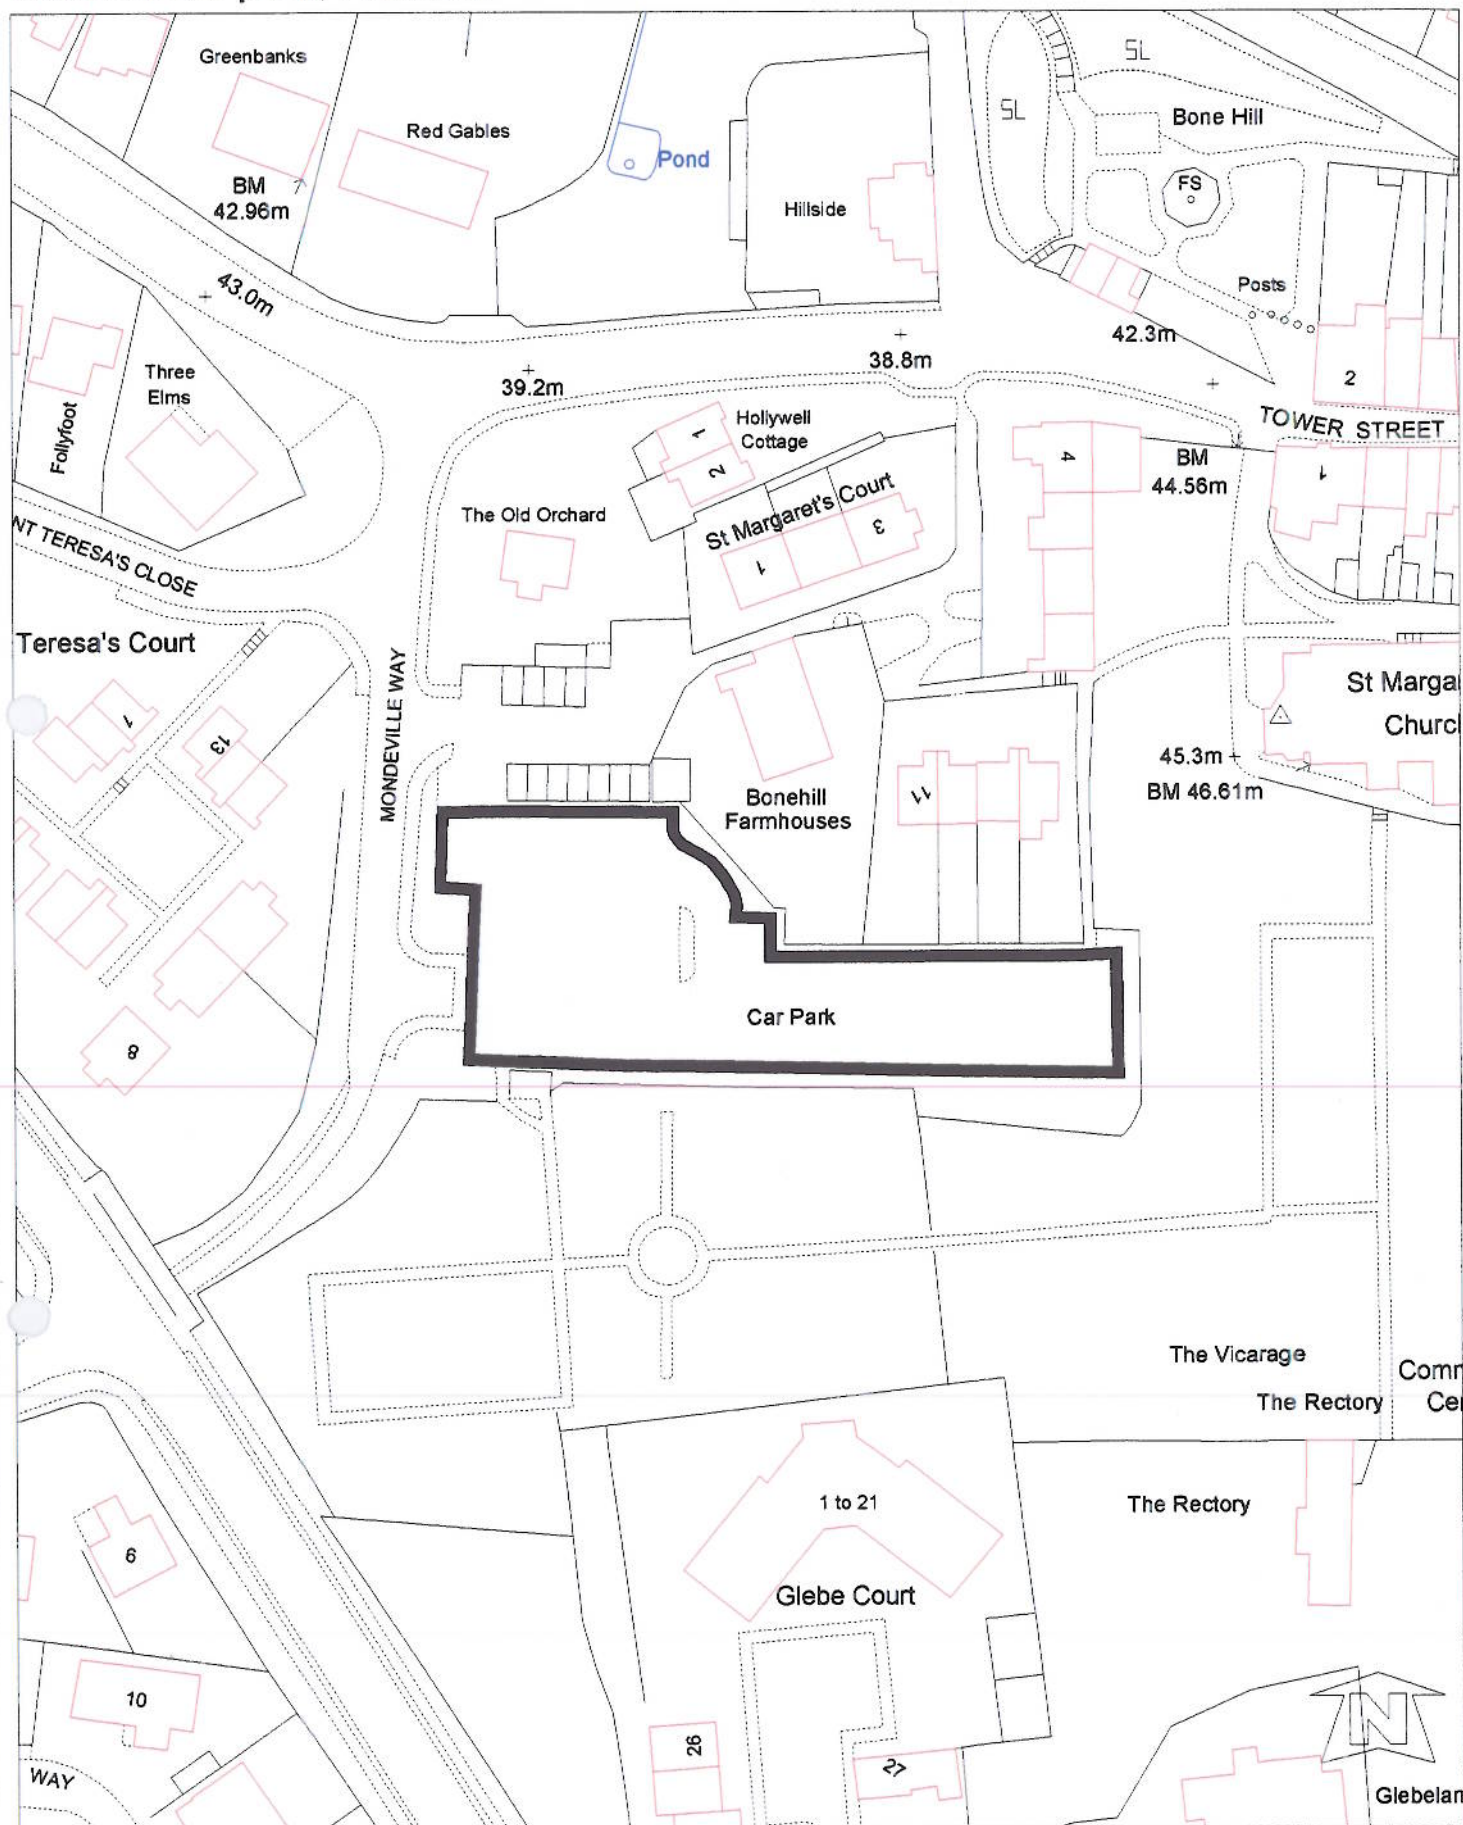 Greenbanks
SL
SL
Bone Hill
Red Gables
Pond
BM
42.96m
FS
Hillside
43.0m
Posts
42.3m
38.8m
39.2m
Three
Elms
Follyfoot
2
TOWER STREET
Hollywell
Cottage
1
2
4
BM
44.56m
1
St Margaret's Court
1
3
The Old Orchard
NT TERESA'S CLOSE
Teresa's Court
MONDEVILLE WAY
St Marga
Churcl
1
13
45.3m
BM 46.61m
Bonehill
Farmhouses
11
Car Park
8
The Vicarage
The Rectory
Comr
Cer
1 to 21
The Rectory
6
Glebe Court
10
26
27
WAY
N
Glebelan